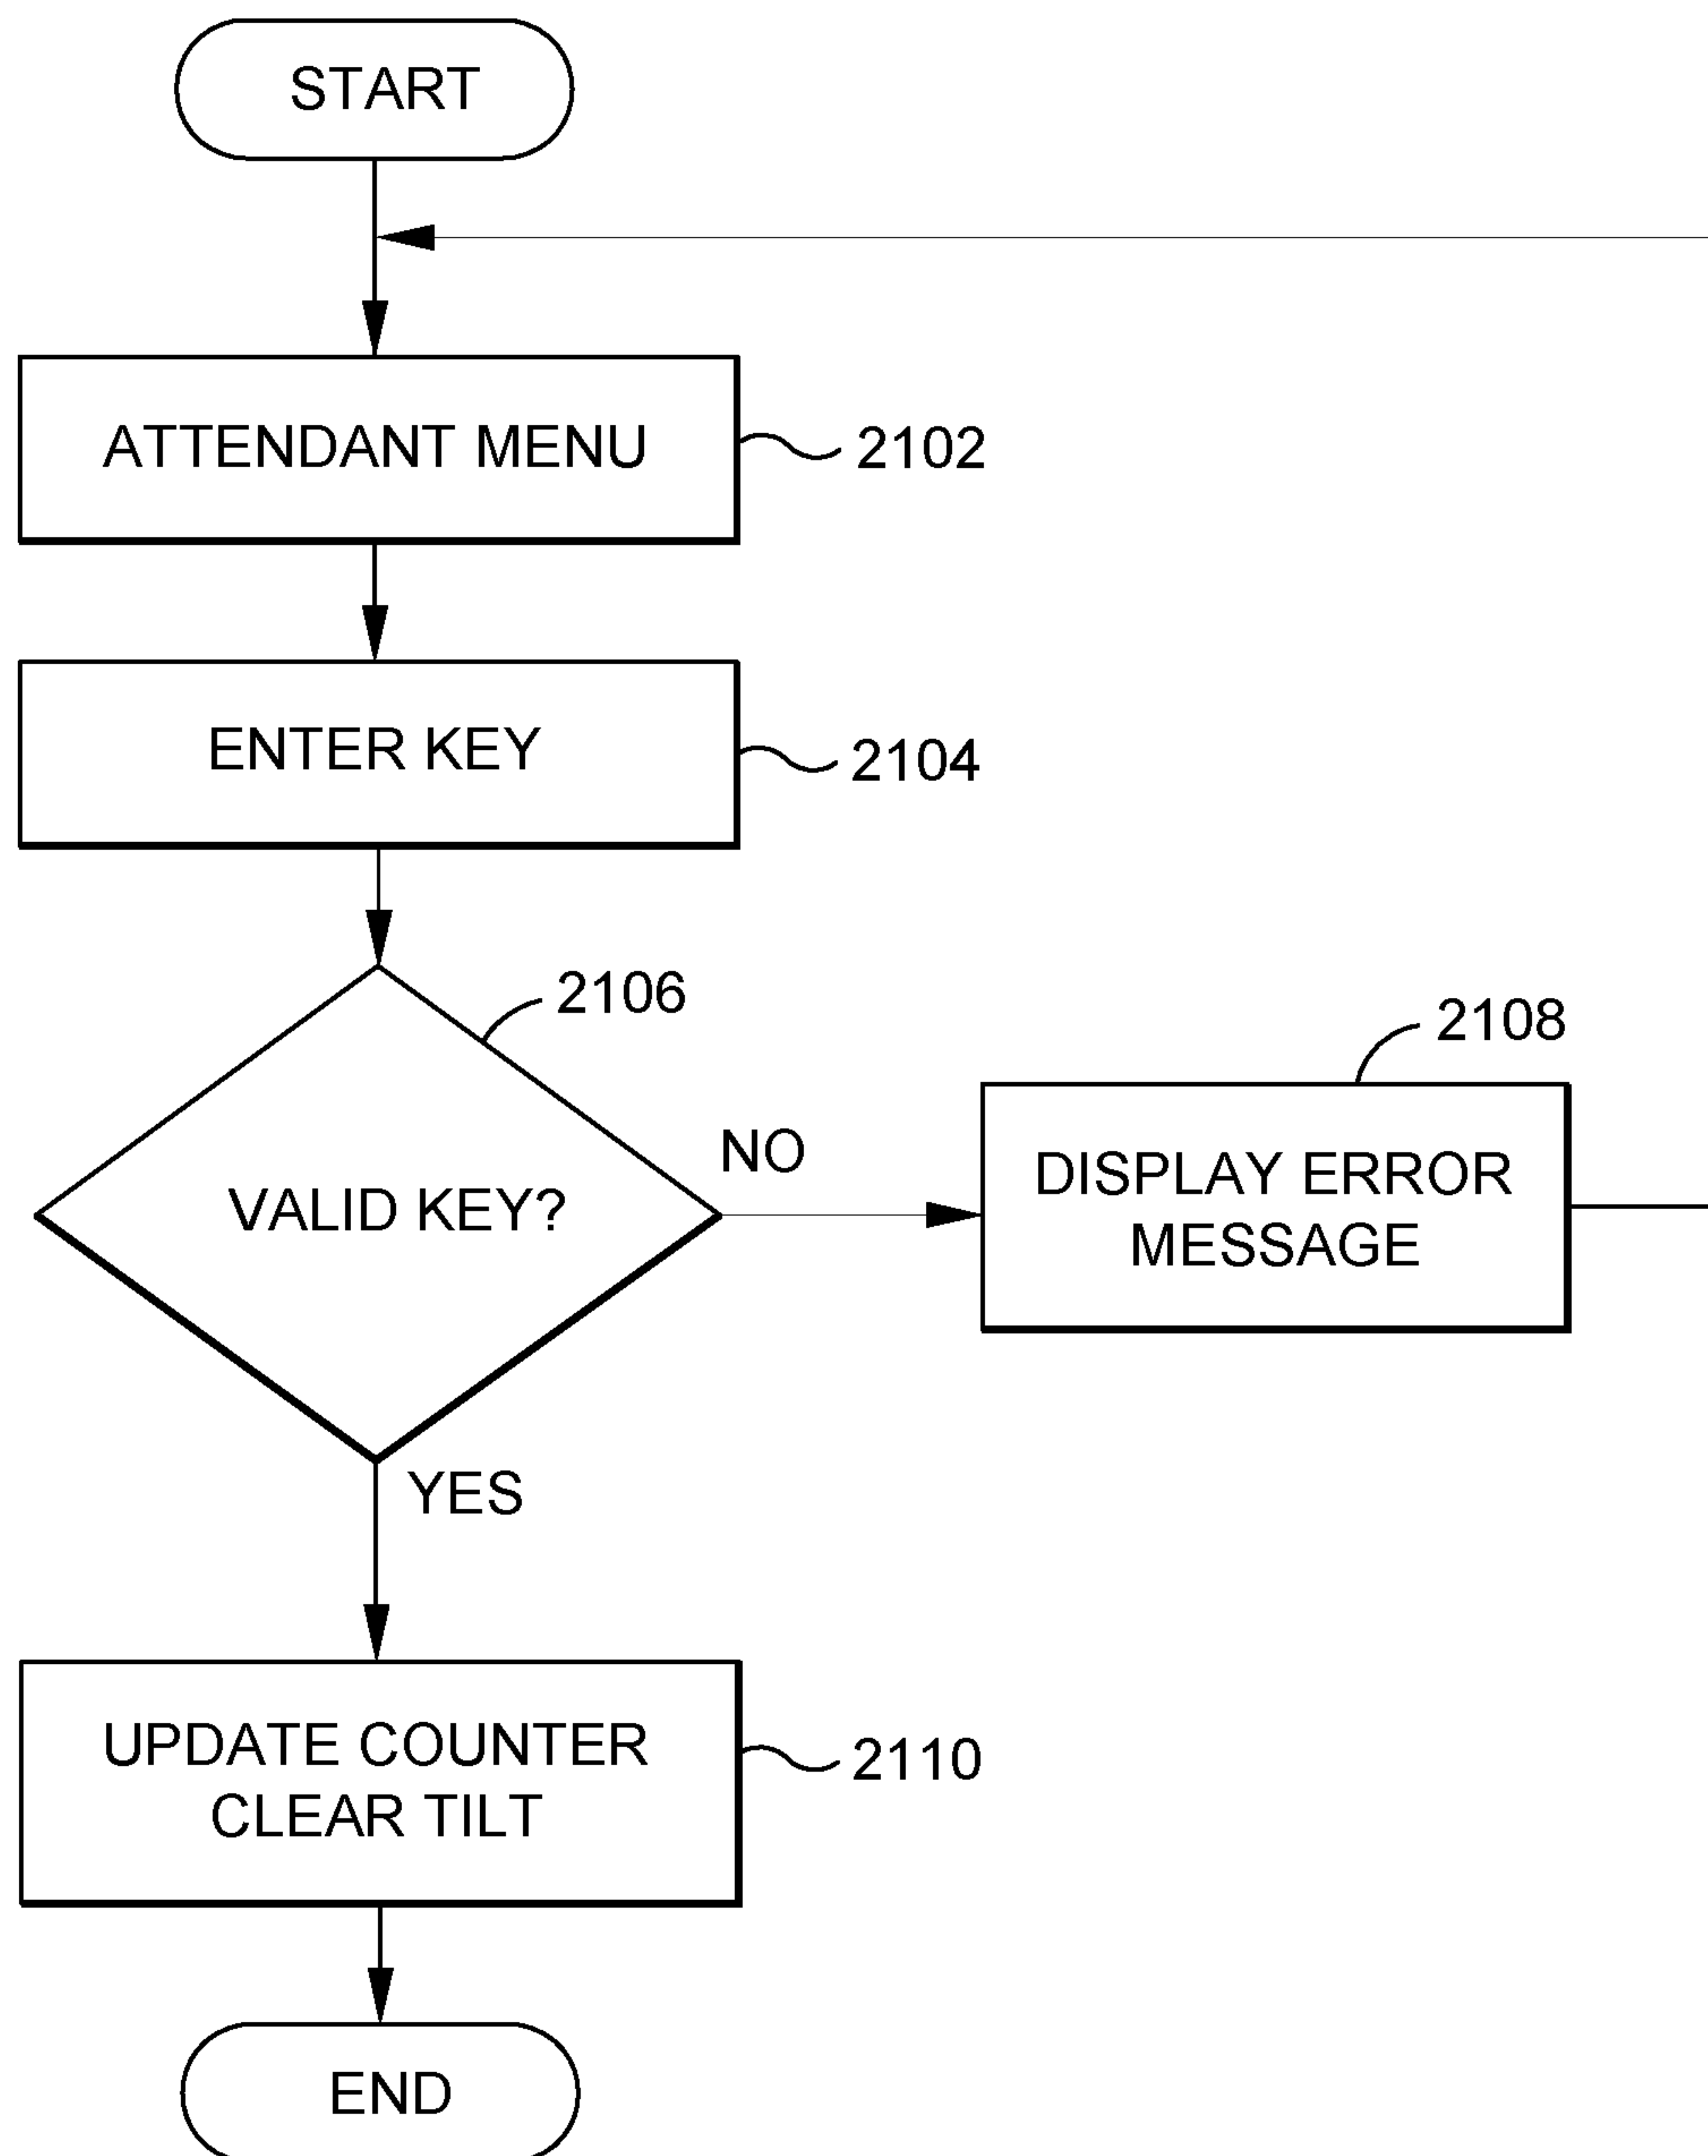 START
ATTENDANT MENU
2102
ENTER KEY
2104
2106
VALID KEY?
NO
2108
DISPLAY ERROR
MESSAGE
YES
UPDATE COUNTER
CLEAR TILT
2110
END